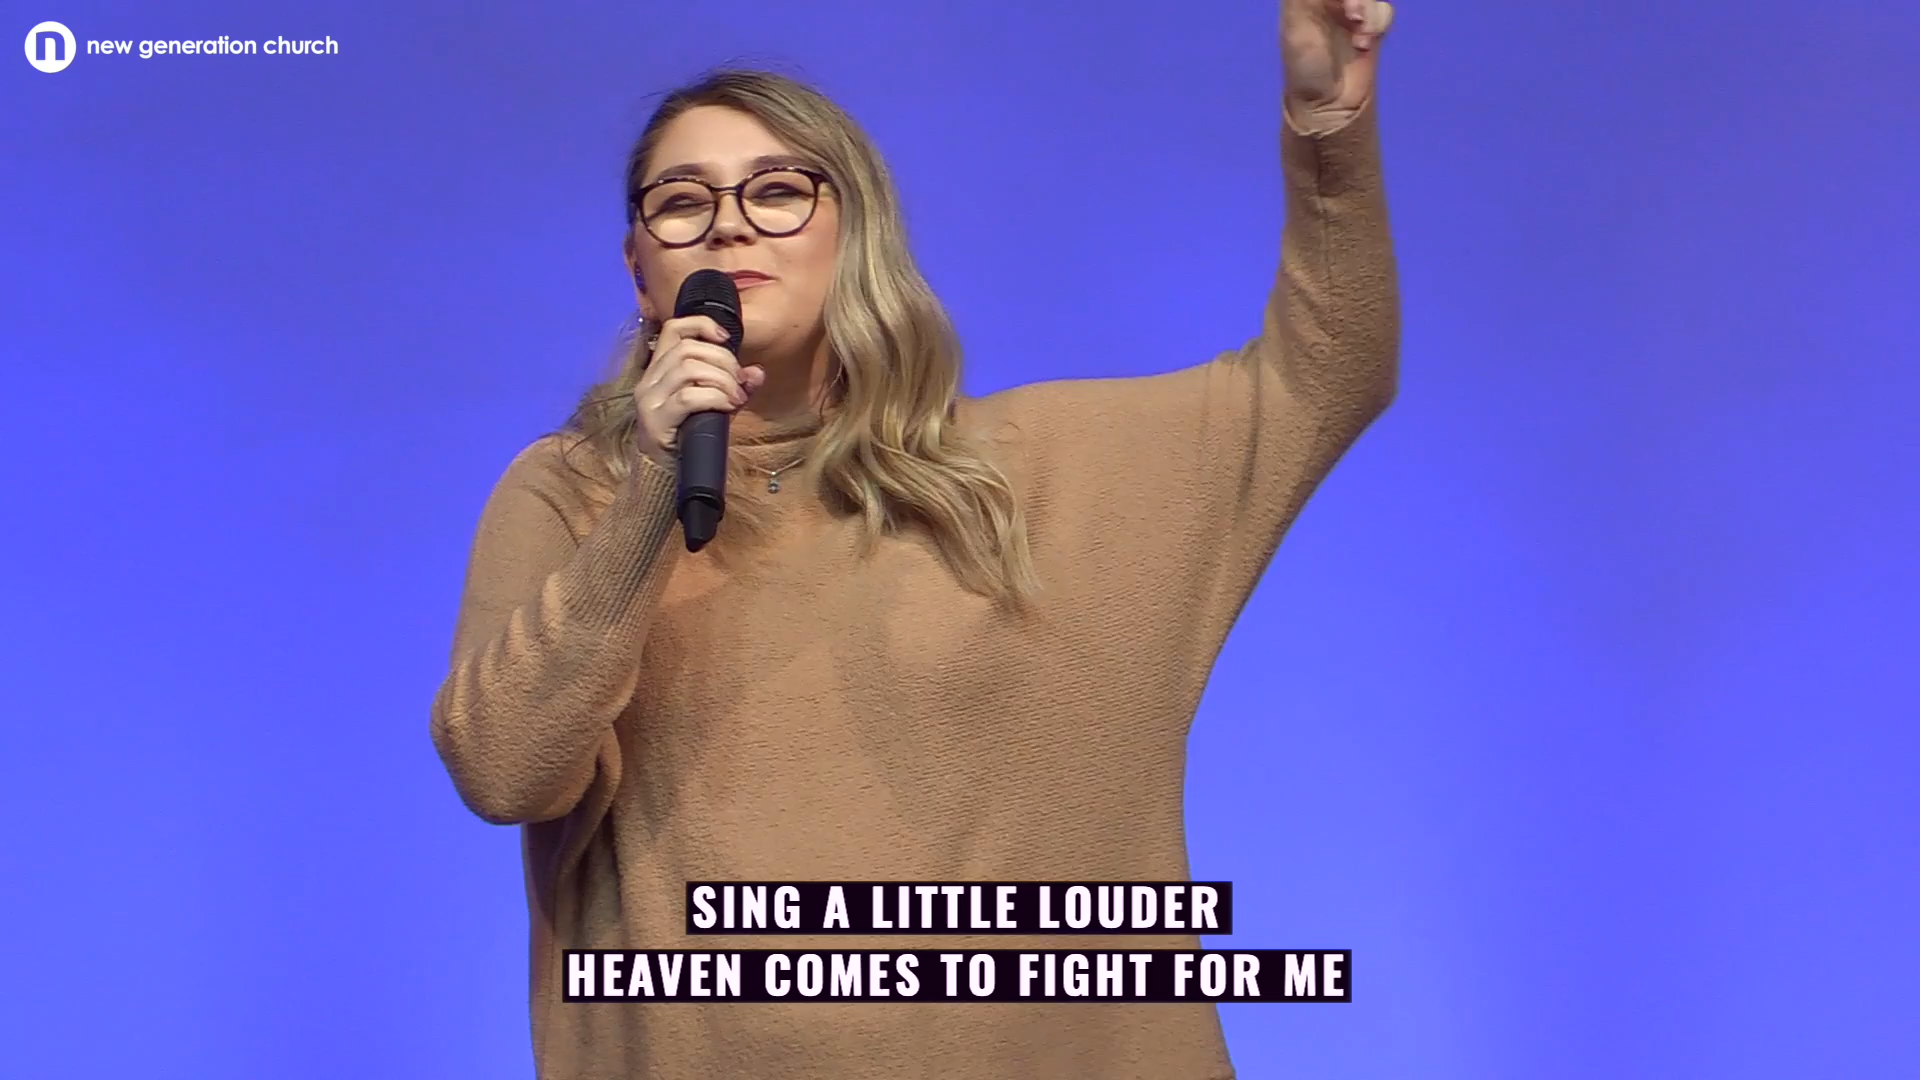 new generation church
SING A LITTLE LOUDER
HEAVEN COMES TO FIGHT FOR ME